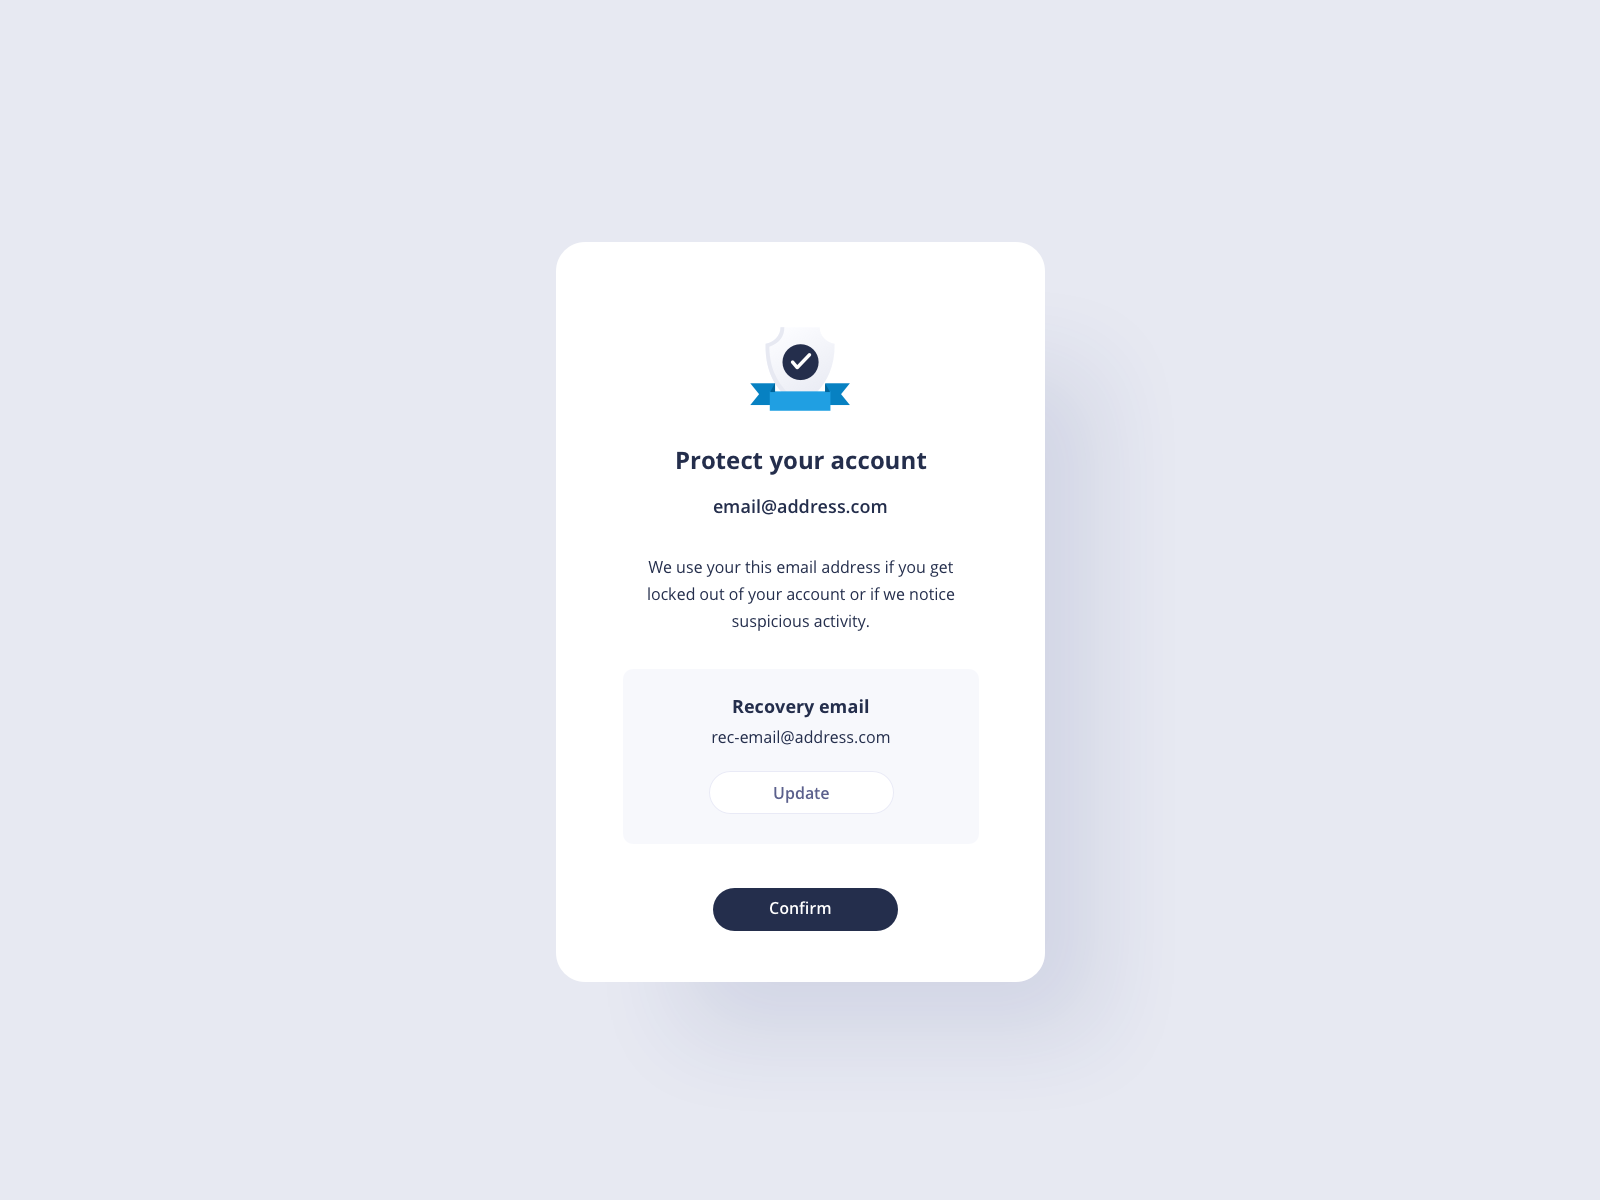 Protect your account
email@address.com
We use your this email address if you get
locked out of your account or if we notice
suspicious activity.
Recovery email
rec-email@address.com
Update
Confirm